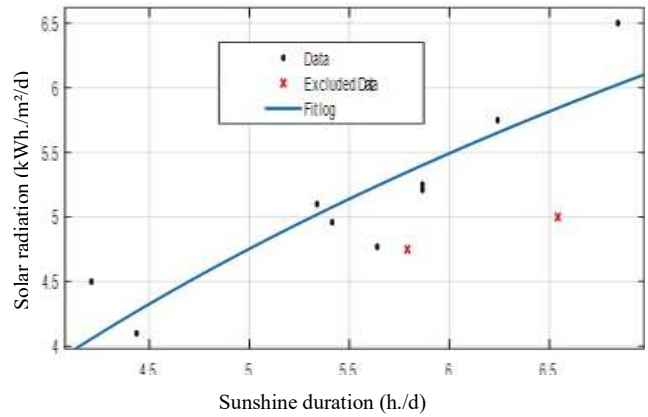 6.5
6
5.5
5
4.5
4
Solar radiation (kWh./m²/d)
Data
Excluded Data
Fit log
4.5
5
5.5
6
6.5
Sunshine duration (h./d)